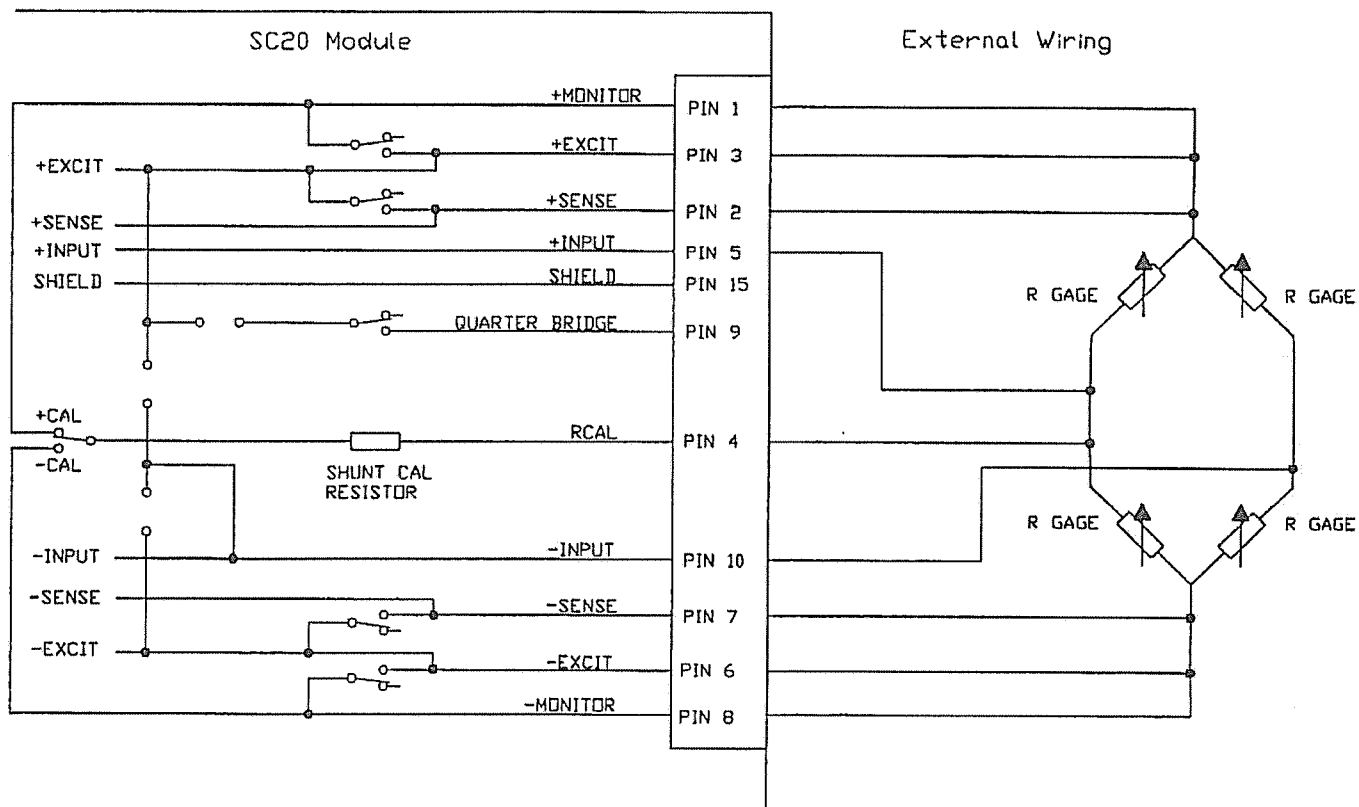 SC20 Module
External Wiring
+MONITOR
PIN 1
+EXCIT
PIN 3
+EXCIT
+SENSE
PIN 2
+SENSE
+INPUT
+INPUT
PIN 5
SHIELD
SHIELD
PIN 15
R GAGE
R GAGE
QUARTER BRIDGE
PIN 9
+CAL
RCAL
PIN 4
-CAL
SHUNT CAL
RESISTOR
R GAGE
R GAGE
-INPUT
-INPUT
PIN 10
-SENSE
-SENSE
PIN 7
-EXCIT
-EXCIT
PIN 6
-MONITOR
PIN 8